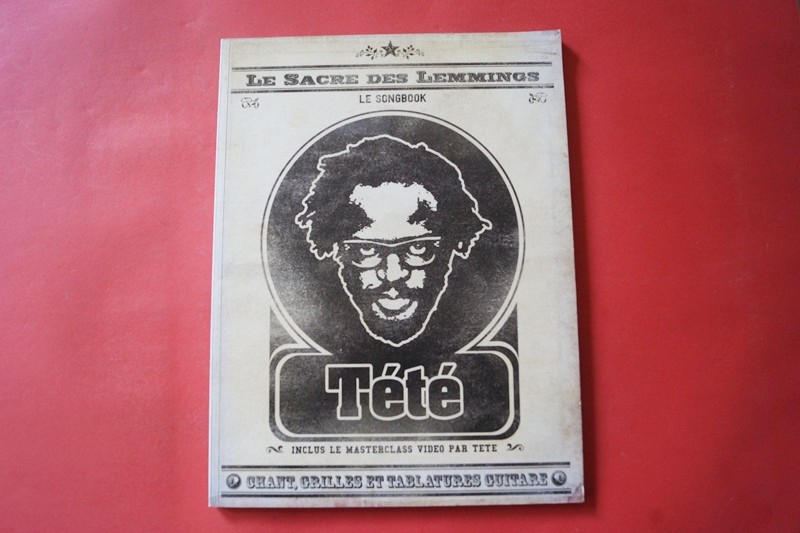 LE SACRE DES LEMMINGS
LE SONGBOOK
Tété
INCLUS LE MASTERCLASS VIDEO PAR TETE
CHANT, GRILLES ET TABLATURES GUITARE